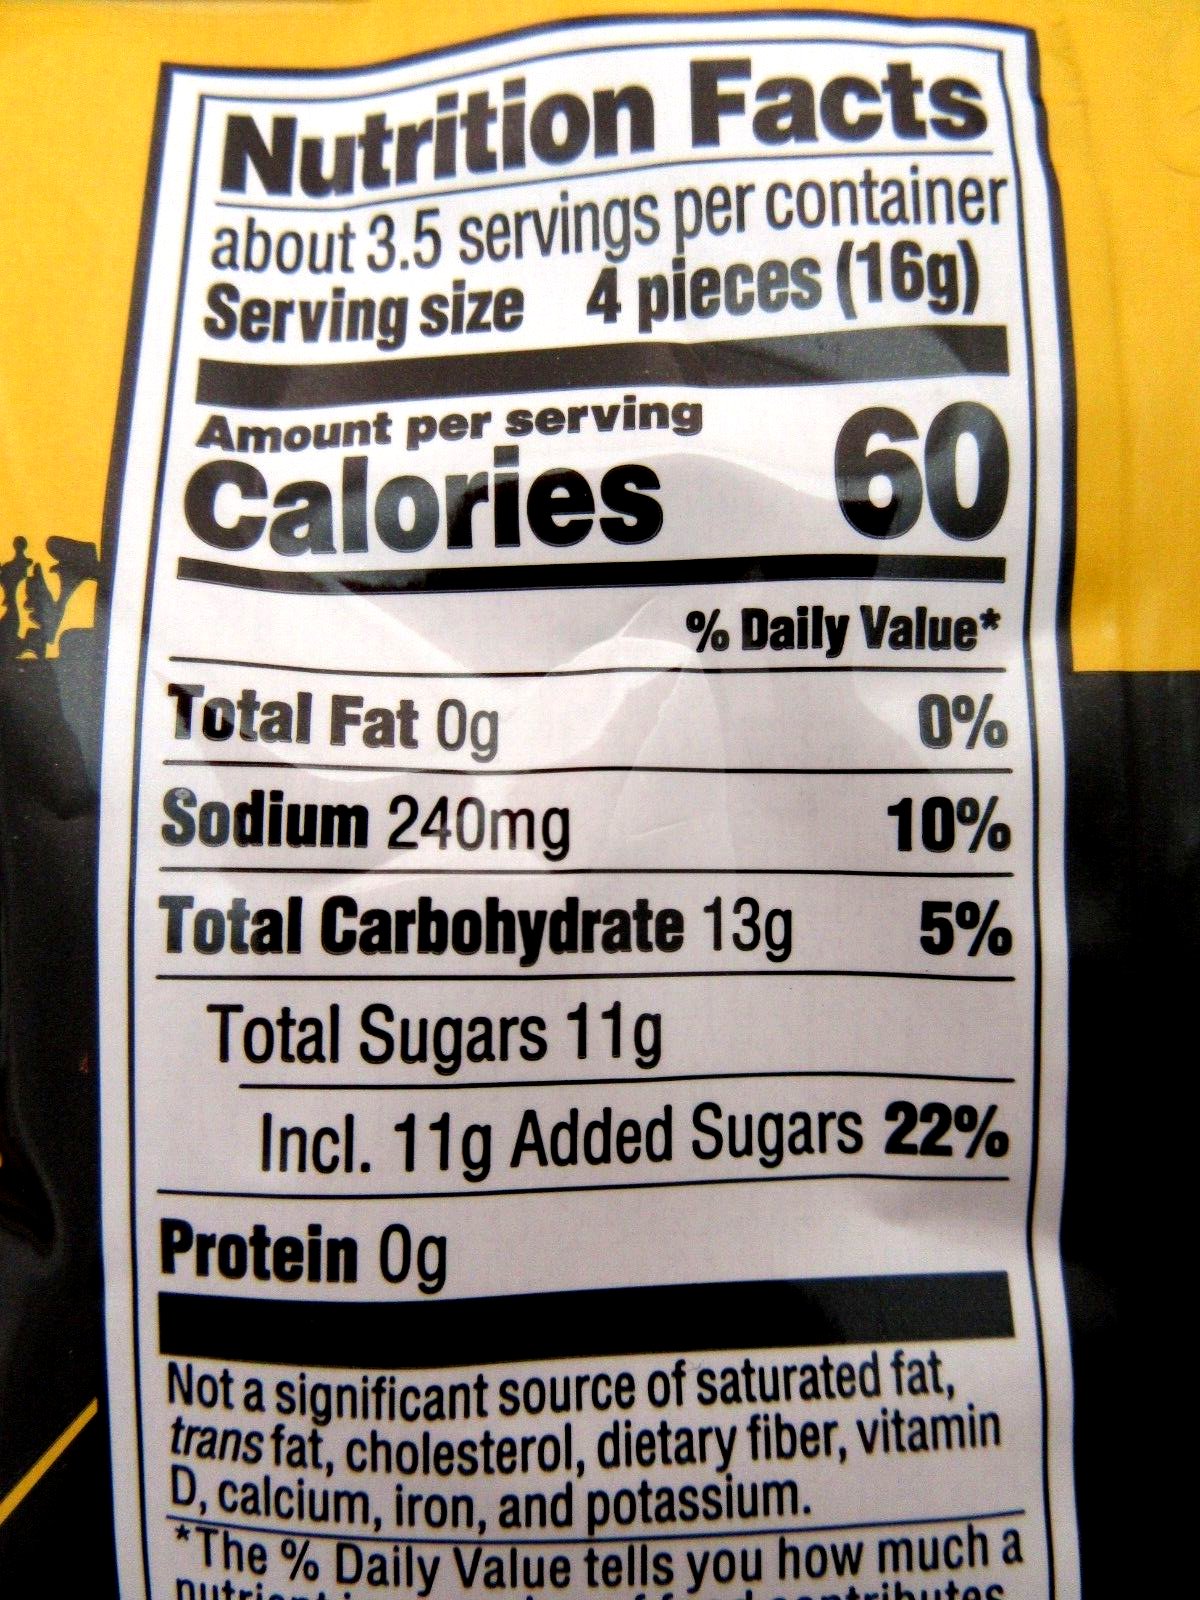 Nutrition Facts
about 3.5 servings per container
Serving size 4 pieces (16g)
Amount per serving
Calories 60
% Daily Value*
Total Fat 0g 0%
Sodium 240mg 10%
Total Carbohydrate 13g 5%
Total Sugars 11g
Incl. 11g Added Sugars 22%
Protein 0g
Not a significant source of saturated fat,
trans fat, cholesterol, dietary fiber, vitamin
D, calcium, iron, and potassium.
*The % Daily Value tells you how much a